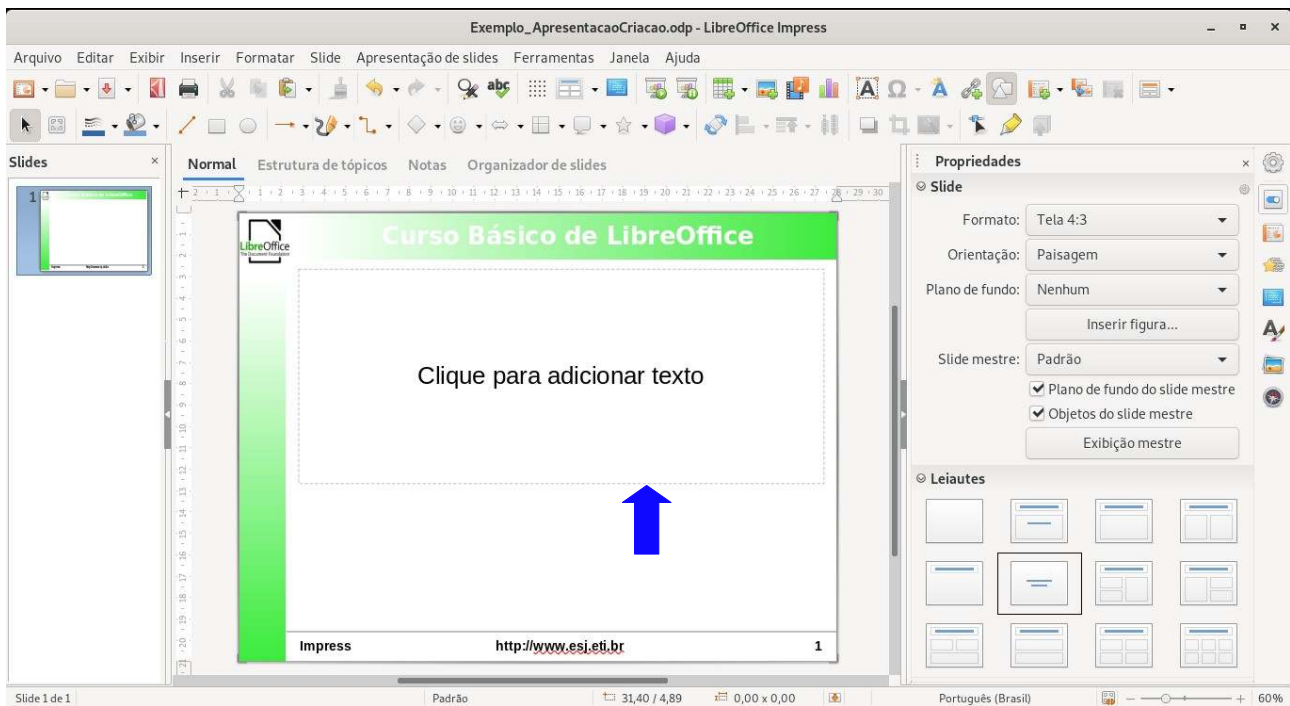 Exemplo_ApresentacaoCriacao.odp - LibreOffice Impress
Arquivo Editar Exibir Inserir Formatar Slide Apresentação de slides Ferramentas Janela Ajuda
Slides
Normal Estrutura de tópicos Notas Organizador de slides
1
LibreOffice
The Document Foundation
Curso Básico de LibreOffice
Clique para adicionar texto
Impress http://www.esj.eti.br 1
Propriedades
Slide
Formato: Tela 4:3
Orientação: Paisagem
Plano de fundo: Nenhum
Inserir figura...
Slide mestre: Padrão
Plano de fundo do slide mestre
Objetos do slide mestre
Exibição mestre
Leiautes
Slide 1 de 1 Padrão 31,40 / 4,89 0,00 x 0,00 Português (Brasil) 60%